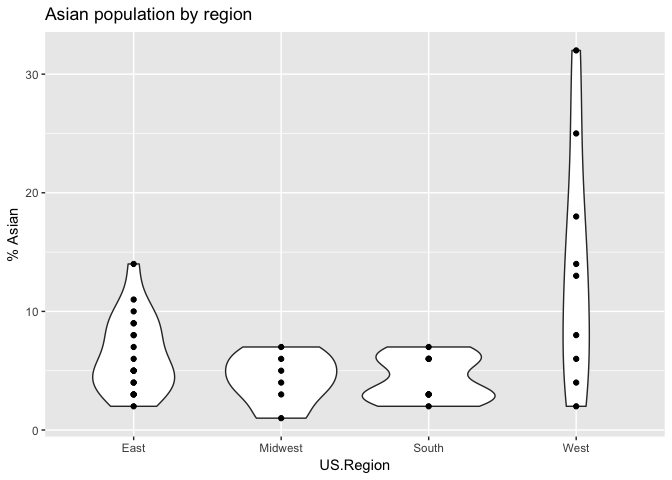 Asian population by region
% Asian
30
20
10
0
East Midwest South West
US.Region